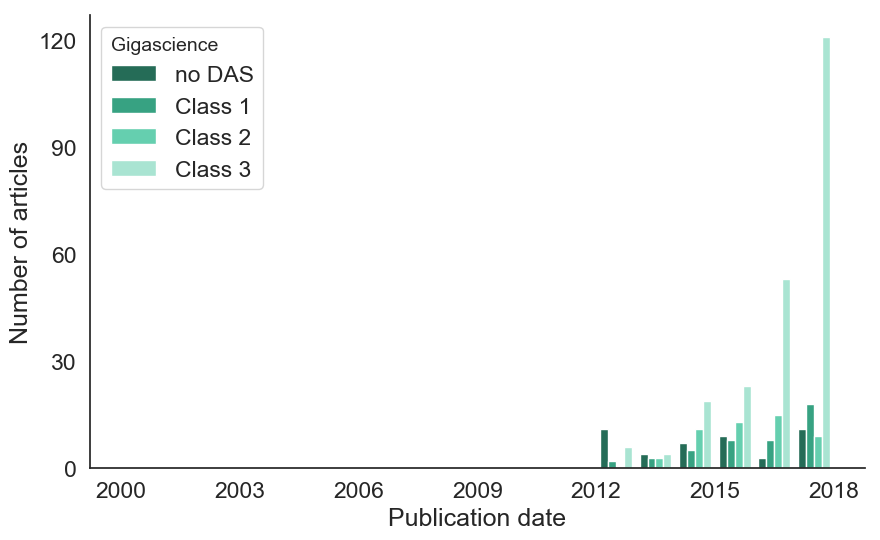 Gigascience
no DAS
Class 1
Class 2
Class 3
Number of articles
120
90
60
30
0
2000 2003 2006 2009 2012 2015 2018
Publication date